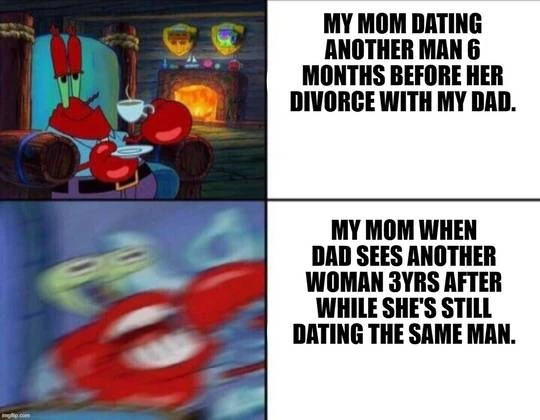 MY MOM DATING
ANOTHER MAN 6
MONTHS BEFORE HER
DIVORCE WITH MY DAD.
MY MOM WHEN
DAD SEES ANOTHER
WOMAN 3YRS AFTER
WHILE SHE'S STILL
DATING THE SAME MAN.
imgflip.com